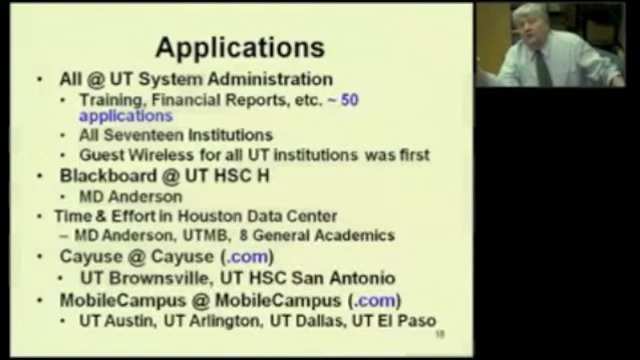 Applications
• All @ UT System Administration
• Training, Financial Reports, etc. ~ 50
applications
• All Seventeen Institutions
• Guest Wireless for all UT institutions was first
• Blackboard @ UT HSC H
• MD Anderson
• Time & Effort in Houston Data Center
– MD Anderson, UTMB, 8 General Academics
• Cayuse @ Cayuse (.com)
• UT Brownsville, UT HSC San Antonio
• MobileCampus @ MobileCampus (.com)
• UT Austin, UT Arlington, UT Dallas, UT El Paso
18